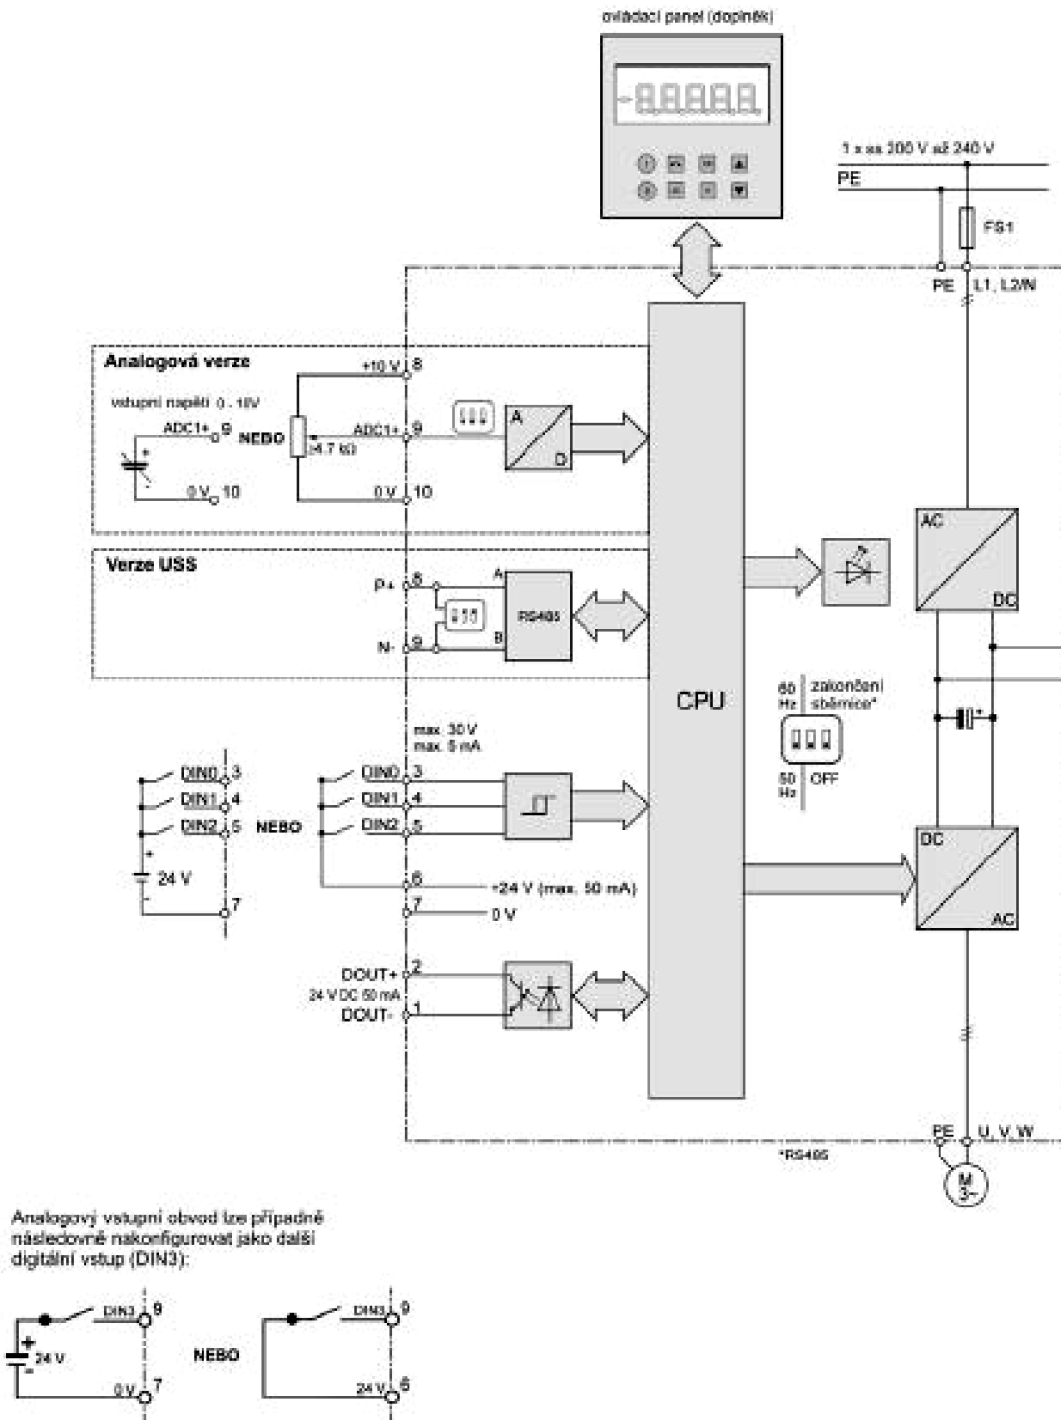 ovládací panel (doplněk)
1 x ss 200 V až 240 V
PE
FS1
PE L1, L2/N
Analogová verze
+10 V 8
vstupní napětí 0 - 10V
ADC1+ 9
NEBO
≥4.7 kΩ
ADC1+ 9
A
D
0 V 10
0 V 10
AC
DC
Verze USS
P+ 8 A
RS485
N- 9 B
CPU
60 Hz
zakončení
sběrnice*
50 Hz
OFF
max. 30 V
max. 5 mA
DIN0 3
DIN1 4
DIN2 5
NEBO
DIN0 3
DIN1 4
DIN2 5
+
24 V
-
7
6 +24 V (max. 50 mA)
7 0 V
DC
AC
DOUT+ 2
24 V DC 50 mA
DOUT- 1
PE U, V, W
*RS485
M
3~
Analogový vstupní obvod lze případně
následovně nakonfigurovat jako další
digitální vstup (DIN3):
DIN3 9
+
24 V
-
0 V 7
NEBO
DIN3 9
24 V 6